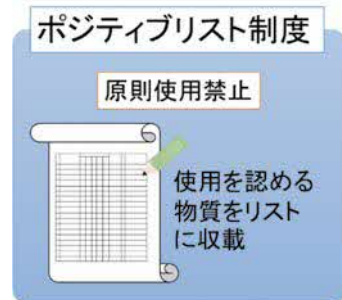 ポジティブリスト制度
原則使用禁止
使用を認める
物質をリスト
に収載